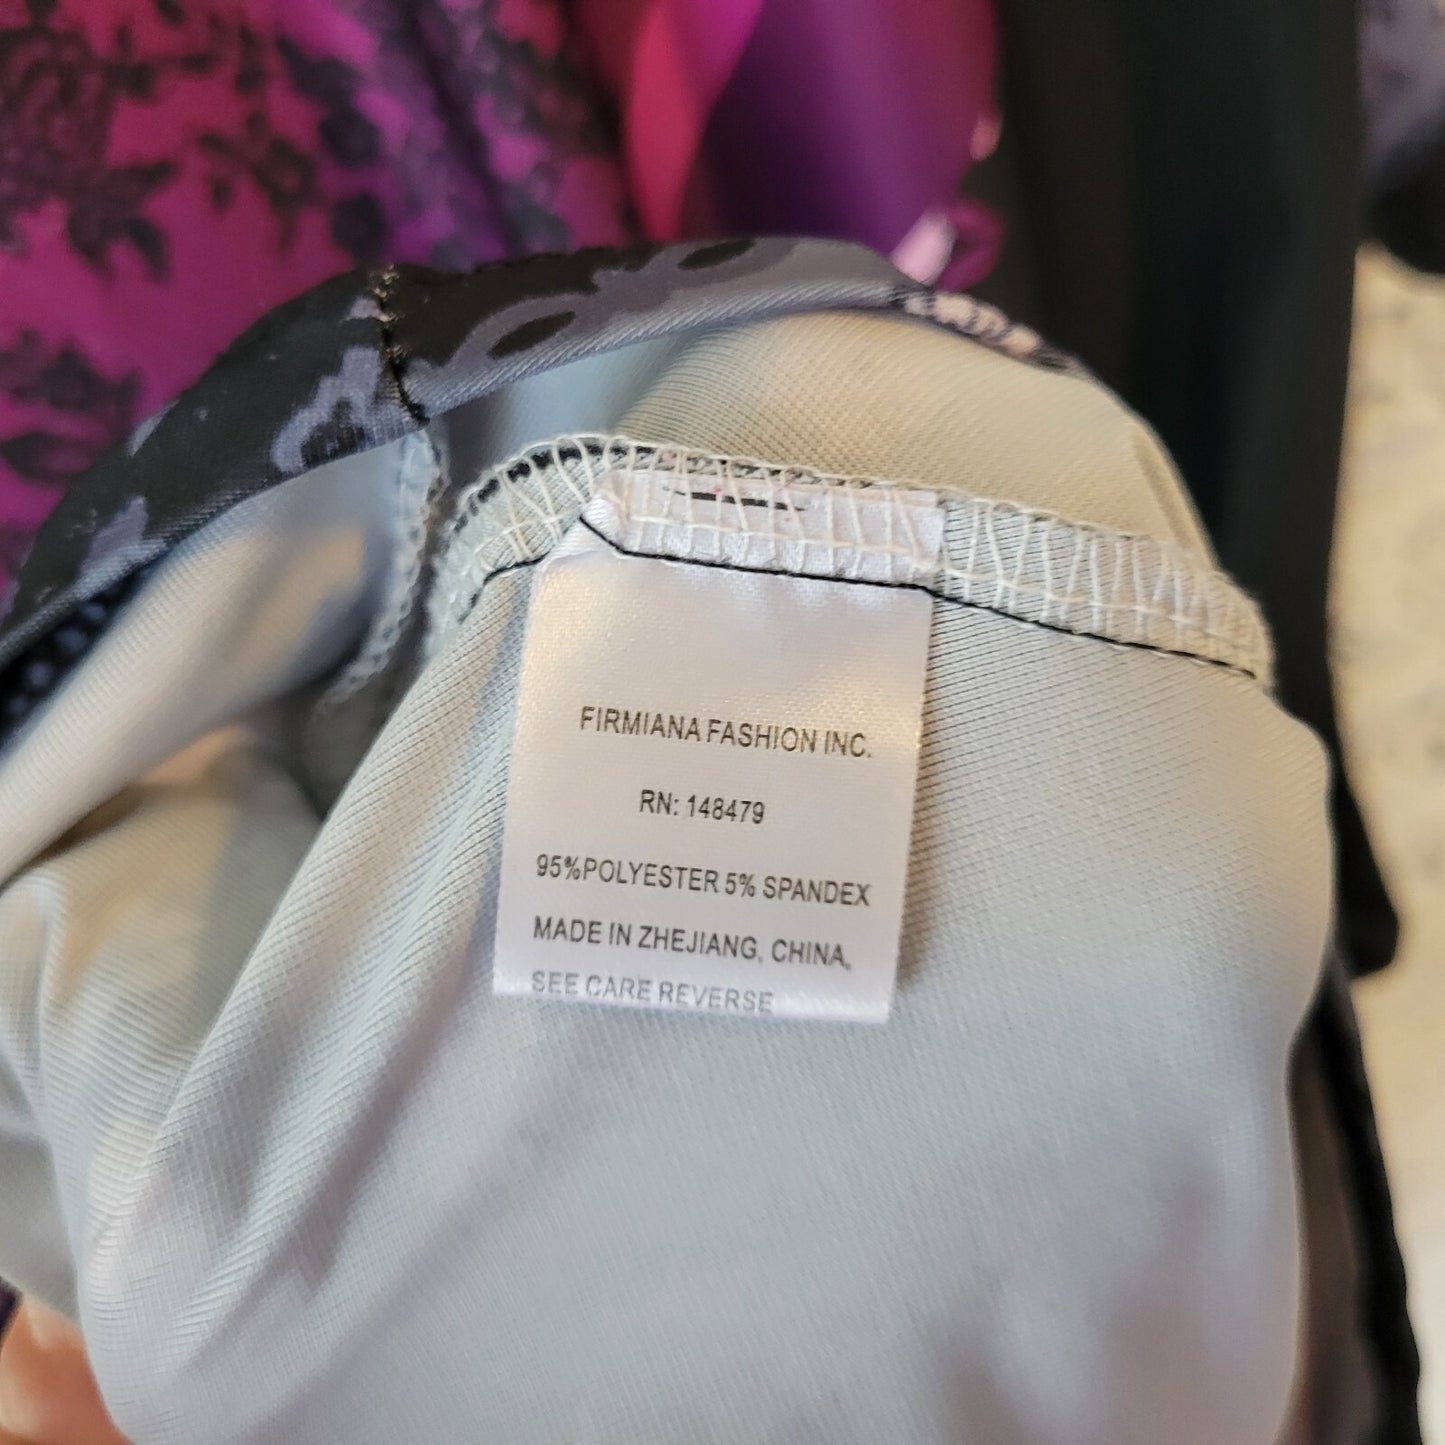 FIRMIANA FASHION INC.
RN: 148479
95%POLYESTER 5% SPANDEX
MADE IN ZHEJIANG, CHINA,
SEE CARE REVERSE